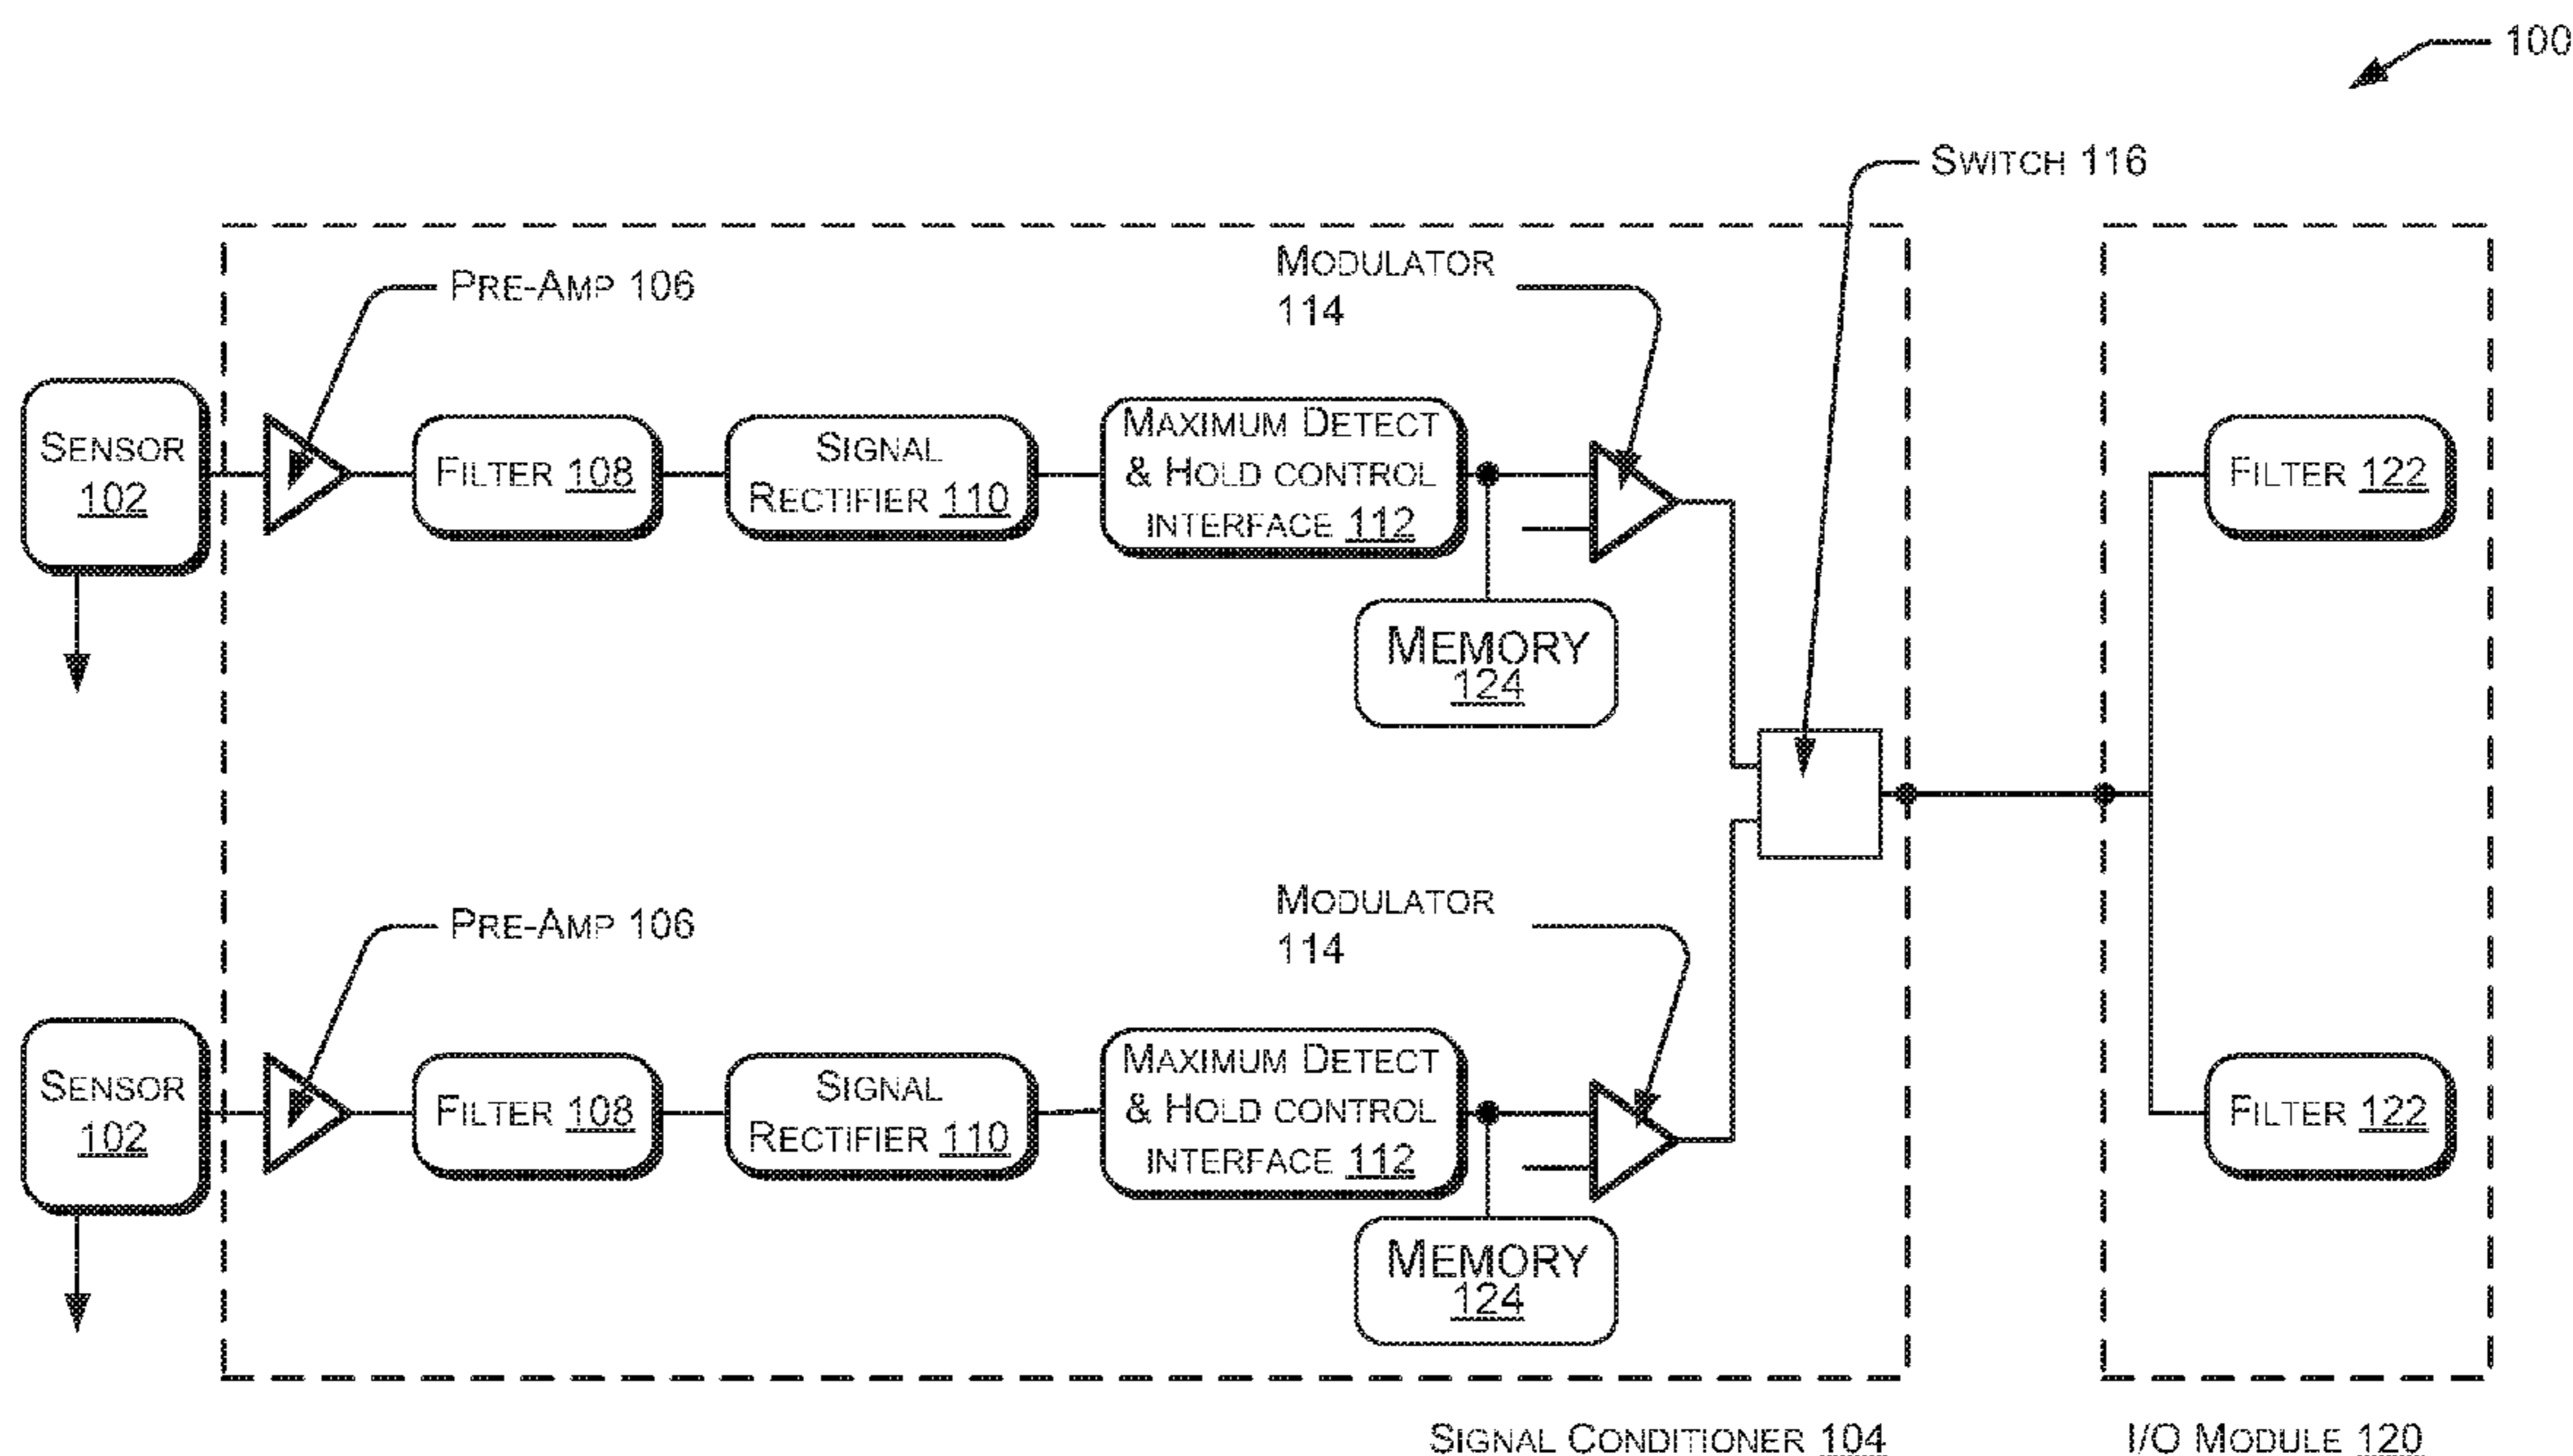 100
SWITCH 116
PRE-AMP 106
MODULATOR
114
SENSOR
102
FILTER 108
SIGNAL
RECTIFIER 110
MAXIMUM DETECT
& HOLD CONTROL
INTERFACE 112
FILTER 122
MEMORY
124
PRE-AMP 106
MODULATOR
114
SENSOR
102
FILTER 108
SIGNAL
RECTIFIER 110
MAXIMUM DETECT
& HOLD CONTROL
INTERFACE 112
FILTER 122
MEMORY
124
SIGNAL CONDITIONER 104
I/O MODULE 120